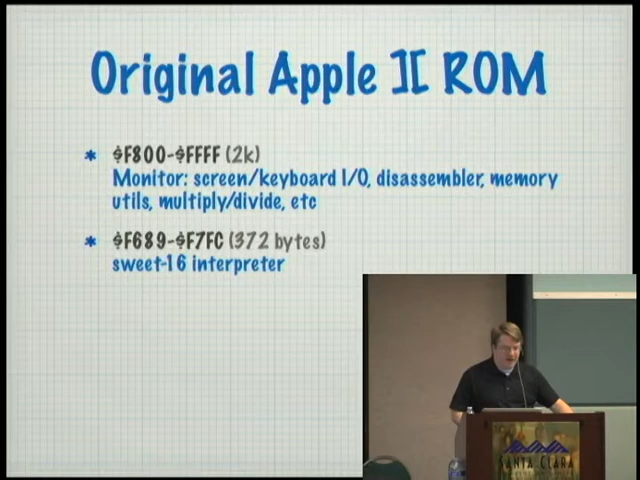 Original Apple ][ ROM
* $F800-$FFFF (2k)
Monitor: screen/keyboard I/O, disassembler, memory
utils, multiply/divide, etc
* $F689-$F7FC (372 bytes)
sweet-16 interpreter
SANTA CLARA